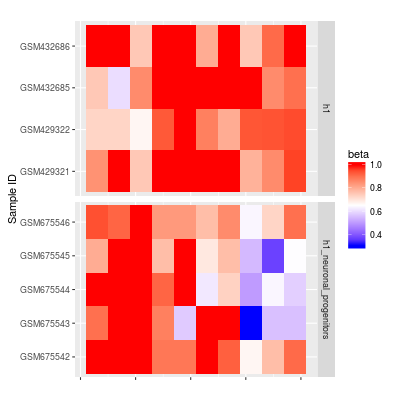 GSM432686
GSM432685
GSM429322
GSM429321
h1
GSM675546
GSM675545
GSM675544
GSM675543
GSM675542
h1_neuronal_progenitors
Sample ID
beta
1.0
0.8
0.6
0.4